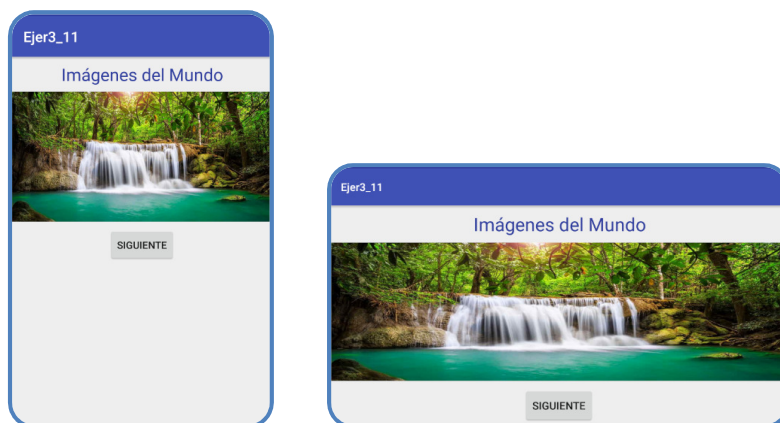 Ejer3_11
Imágenes del Mundo
SIGUIENTE
Ejer3_11
Imágenes del Mundo
SIGUIENTE